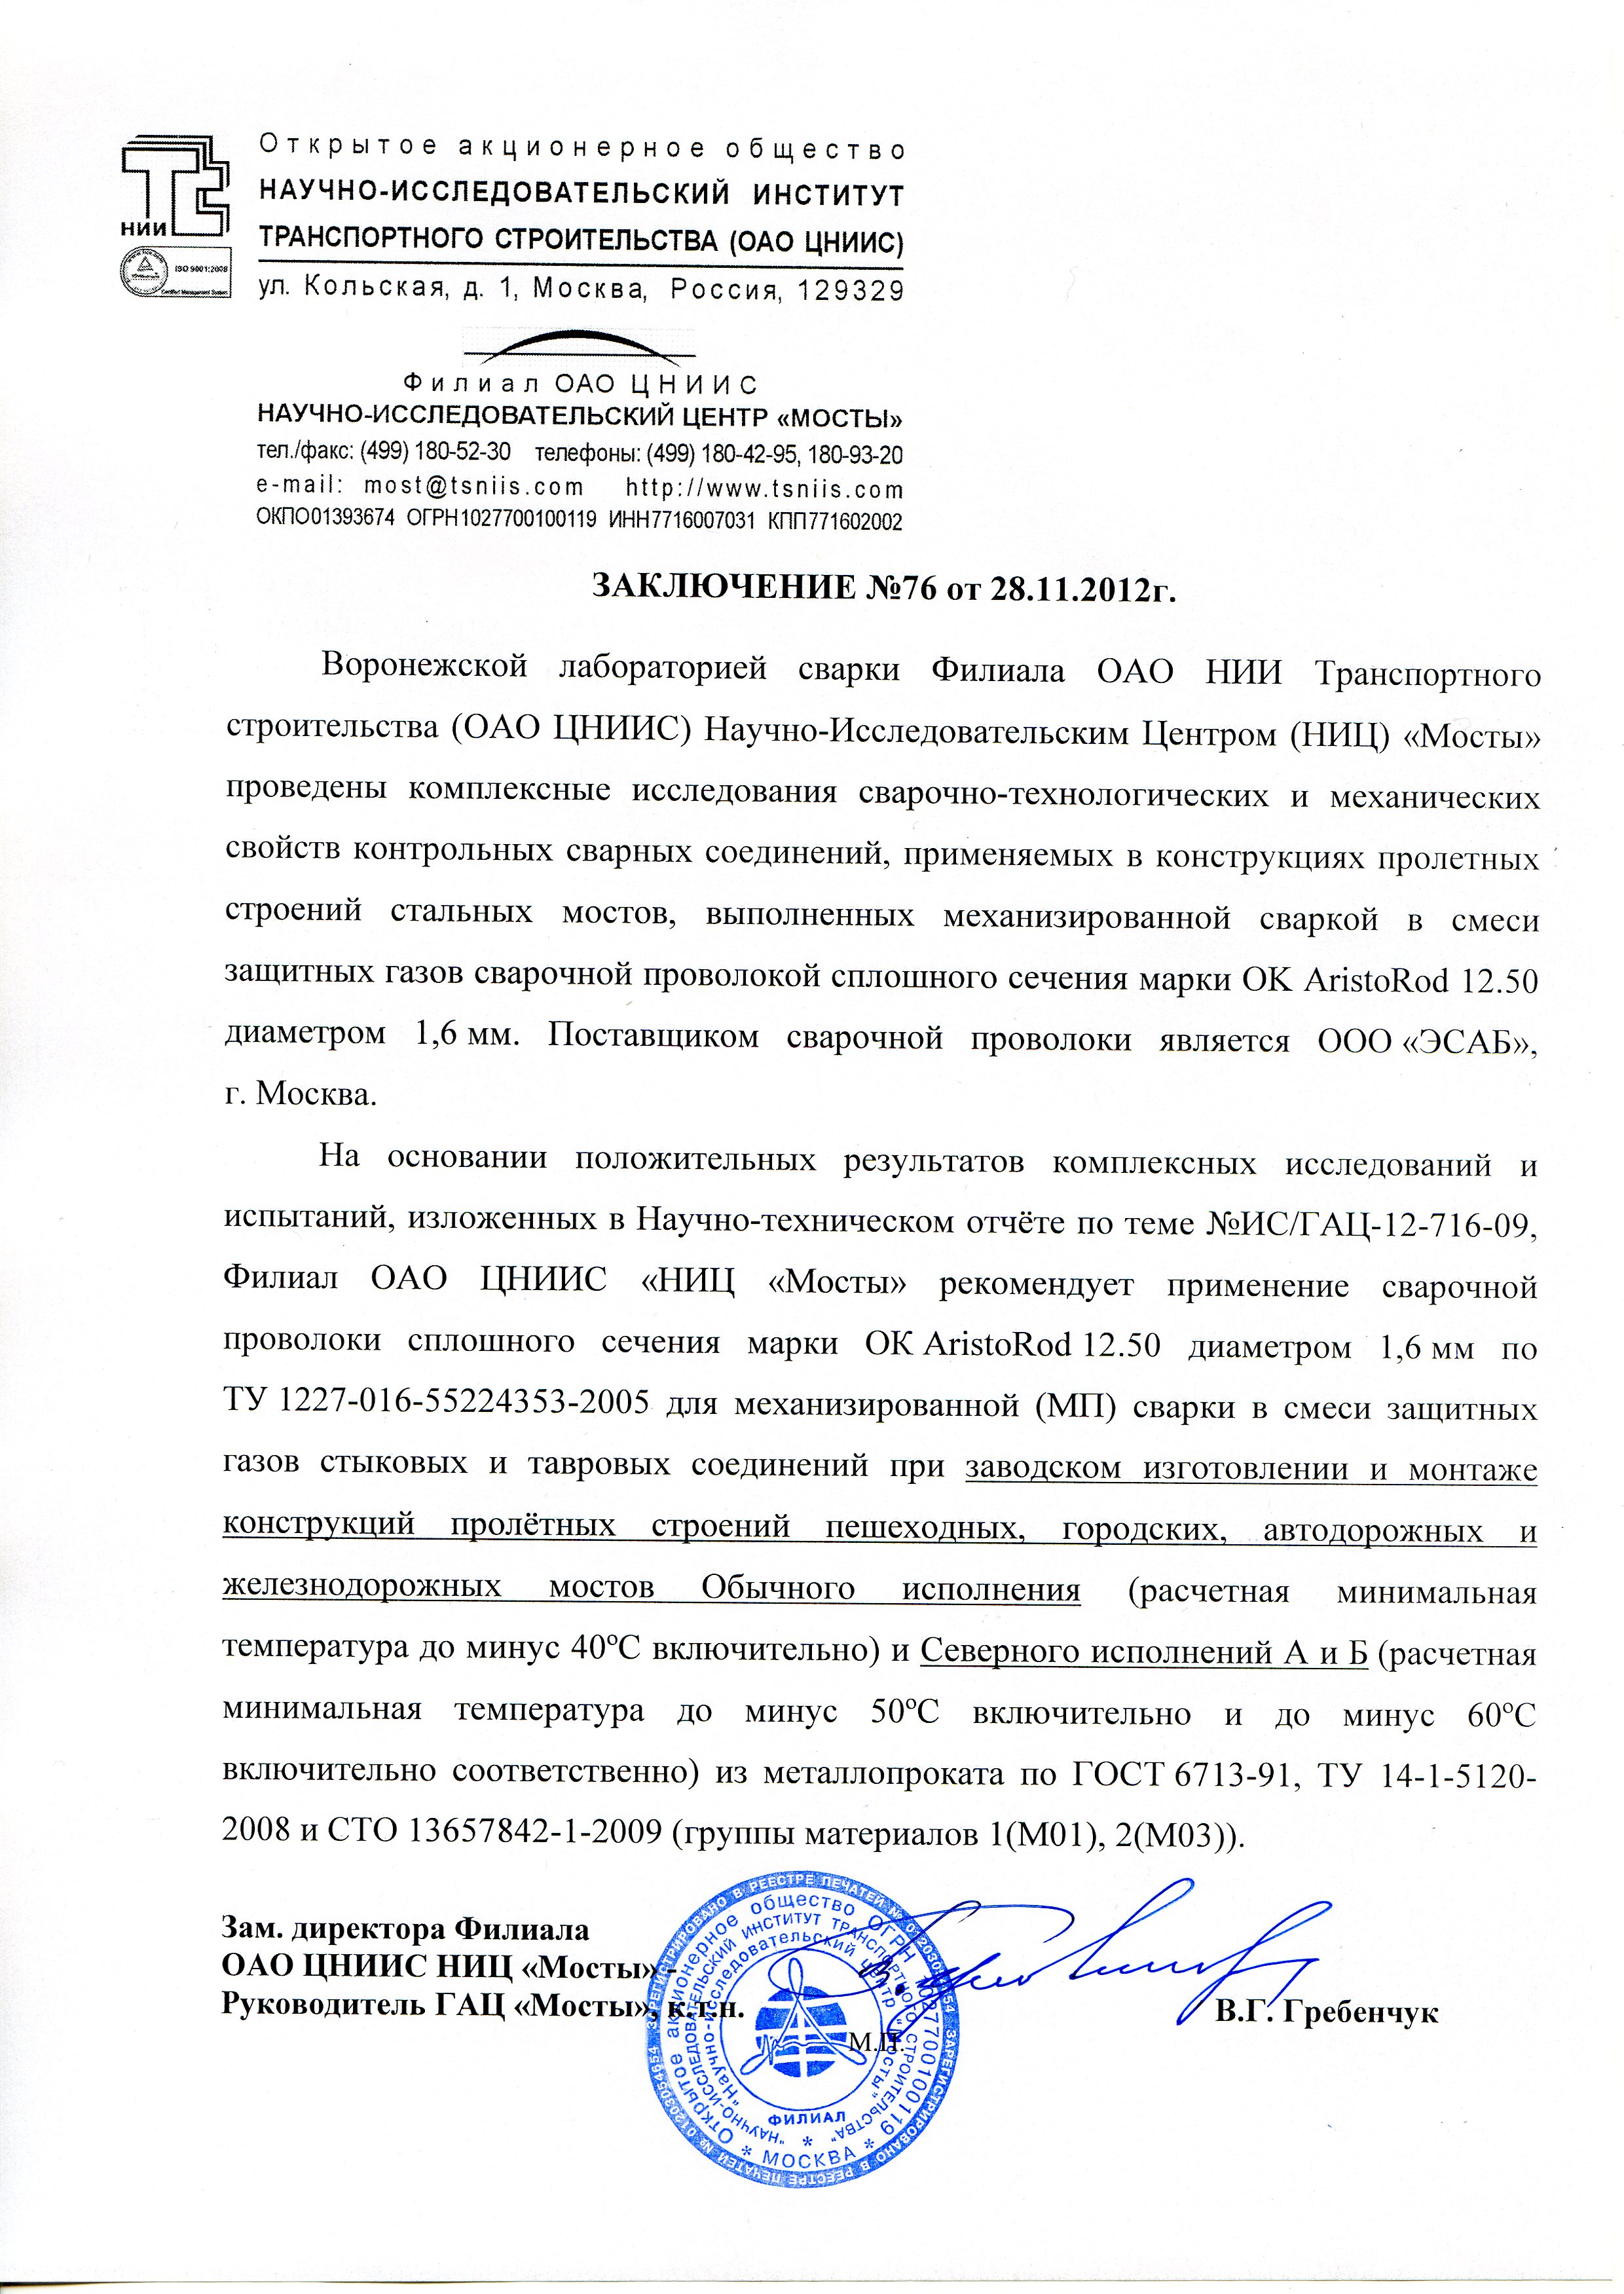 Открытое акционерное общество
НАУЧНО-ИССЛЕДОВАТЕЛЬСКИЙ ИНСТИТУТ
ТРАНСПОРТНОГО СТРОИТЕЛЬСТВА (ОАО ЦНИИС)
ул. Кольская, д. 1, Москва, Россия, 129329
НИИ
ISO 9001:2008
Certified Management System
Филиал ОАО ЦНИИС
НАУЧНО-ИССЛЕДОВАТЕЛЬСКИЙ ЦЕНТР «МОСТЫ»
тел./факс: (499) 180-52-30 телефоны: (499) 180-42-95, 180-93-20
e-mail: most@tsniis.com http://www.tsniis.com
ОКПО01393674 ОГРН1027700100119 ИНН7716007031 КПП771602002
ЗАКЛЮЧЕНИЕ №76 от 28.11.2012г.
Воронежской лабораторией сварки Филиала ОАО НИИ Транспортного
строительства (ОАО ЦНИИС) Научно-Исследовательским Центром (НИЦ) «Мосты»
проведены комплексные исследования сварочно-технологических и механических
свойств контрольных сварных соединений, применяемых в конструкциях пролетных
строений стальных мостов, выполненных механизированной сваркой в смеси
защитных газов сварочной проволокой сплошного сечения марки OK AristoRod 12.50
диаметром 1,6 мм. Поставщиком сварочной проволоки является ООО «ЭСАБ»,
г. Москва.
На основании положительных результатов комплексных исследований и
испытаний, изложенных в Научно-техническом отчёте по теме №ИС/ГАЦ-12-716-09,
Филиал ОАО ЦНИИС «НИЦ «Мосты» рекомендует применение сварочной
проволоки сплошного сечения марки ОК AristoRod 12.50 диаметром 1,6 мм по
ТУ 1227-016-55224353-2005 для механизированной (МП) сварки в смеси защитных
газов стыковых и тавровых соединений при заводском изготовлении и монтаже
конструкций пролётных строений пешеходных, городских, автодорожных и
железнодорожных мостов Обычного исполнения (расчетная минимальная
температура до минус 40ºС включительно) и Северного исполнений А и Б (расчетная
минимальная температура до минус 50ºС включительно и до минус 60ºС
включительно соответственно) из металлопроката по ГОСТ 6713-91, ТУ 14-1-5120-
2008 и СТО 13657842-1-2009 (группы материалов 1(М01), 2(М03)).
Зам. директора Филиала
ОАО ЦНИИС НИЦ «Мосты» -
Руководитель ГАЦ «Мосты», к.т.н.
В.Г. Гребенчук
М.П.
ЗАРЕГИСТРИРОВАНО В РЕЕСТРЕ ПЕЧАТЕЙ
Открытое акционерное общество ОГРН 1027700100119
* МОСКВА *
"НАУЧНО-ИССЛЕДОВАТЕЛЬСКИЙ ИНСТИТУТ ТРАНСПОРТНОГО СТРОИТЕЛЬСТВА"
"Научно-исследовательский центр "Мосты"
ФИЛИАЛ